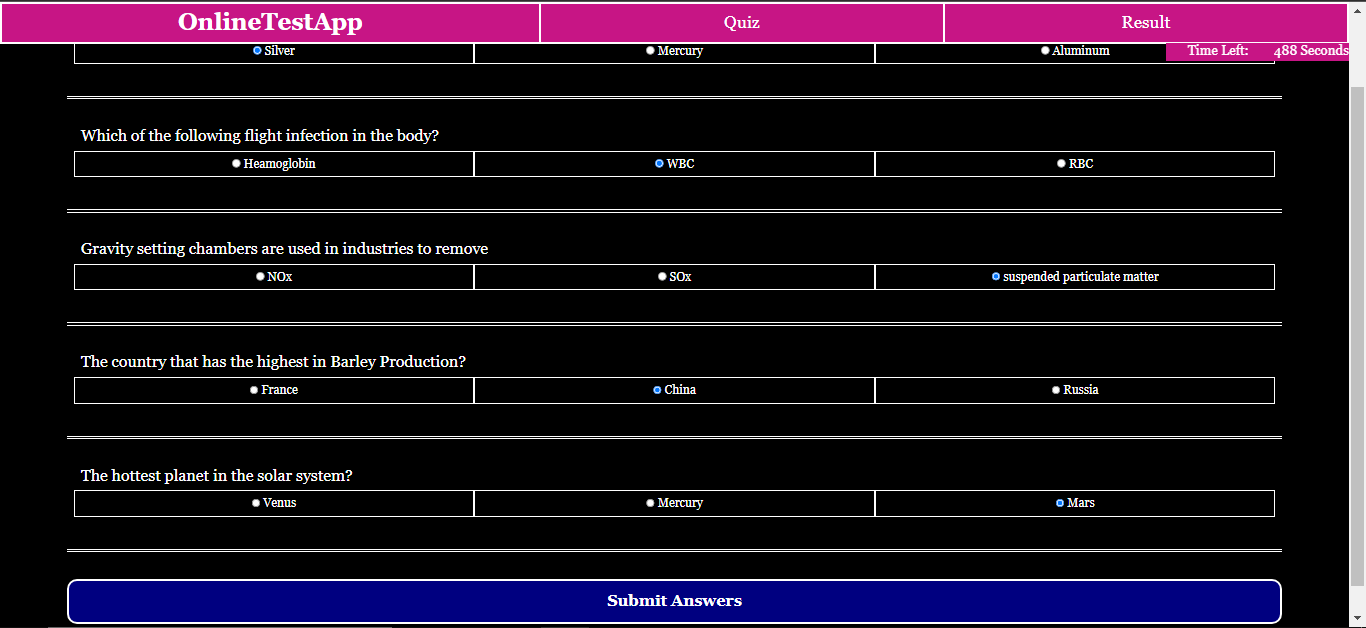 OnlineTestApp Quiz Result
Silver Mercury Aluminum Time Left: 488 Seconds
Which of the following flight infection in the body?
Heamoglobin WBC RBC
Gravity setting chambers are used in industries to remove
NOx SOx suspended particulate matter
The country that has the highest in Barley Production?
France China Russia
The hottest planet in the solar system?
Venus Mercury Mars
Submit Answers